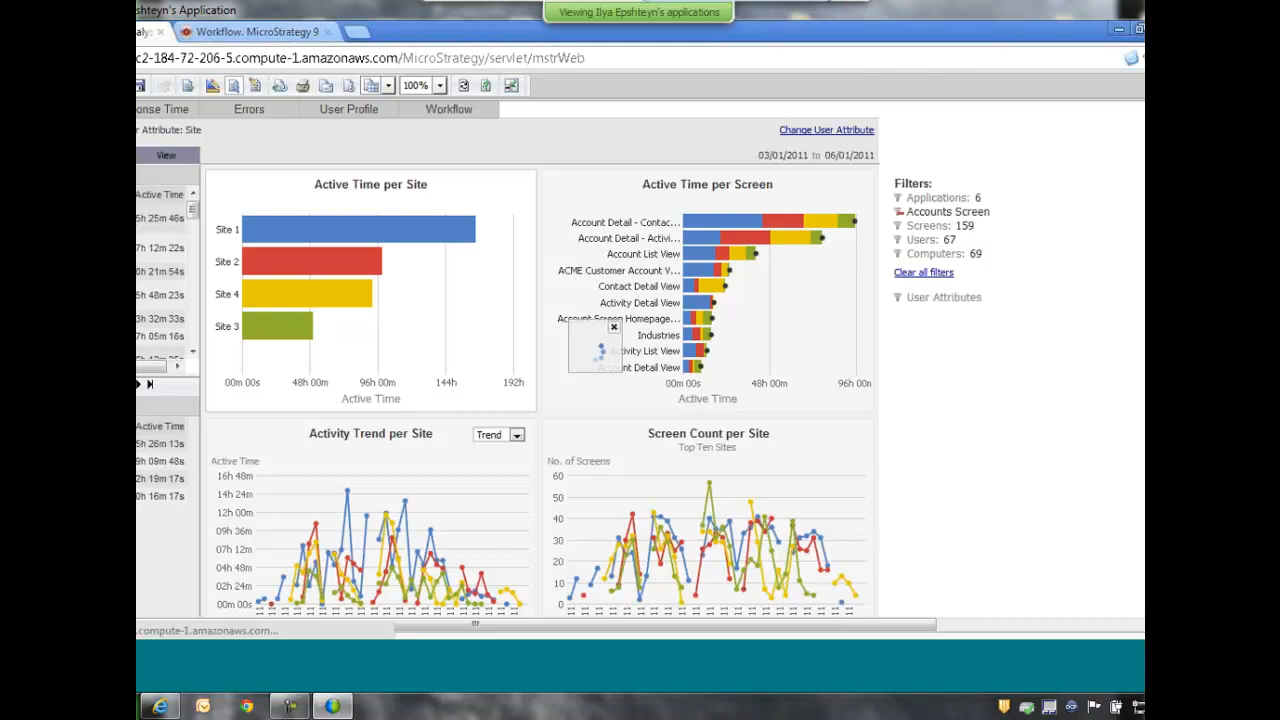 shteyn's Application
Viewing Ilya Epshteyn's applications
Workflow. MicroStrategy 9
c2-184-72-206-5.compute-1.amazonaws.com/MicroStrategy/servlet/mstrWeb
100%
onse Time Errors User Profile Workflow
r Attribute: Site
Change User Attribute
View
03/01/2011 to 06/01/2011
Active Time
5h 25m 46s
7h 12m 22s
0h 21m 54s
5h 48m 23s
3h 32m 33s
7h 05m 16s
Active Time
5h 26m 13s
9h 09m 48s
2h 19m 17s
0h 16m 17s
Active Time per Site
Site 1
Site 2
Site 4
Site 3
00m 00s 48h 00m 96h 00m 144h 192h
Active Time
Active Time per Screen
Account Detail - Contac...
Account Detail - Activi...
Account List View
ACME Customer Account V...
Contact Detail View
Activity Detail View
Account Screen Homepage...
Industries
Activity List View
Account Detail View
00m 00s 48h 00m 96h 00n
Active Time
Filters:
Applications: 6
Accounts Screen
Screens: 159
Users: 67
Computers: 69
Clear all filters
User Attributes
Activity Trend per Site
Trend
Active Time
16h 48m
14h 24m
12h 00m
09h 36m
07h 12m
04h 48m
02h 24m
00m 00s
Screen Count per Site
Top Ten Sites
No. of Screens
60
50
40
30
20
10
0
.compute-1.amazonaws.com...